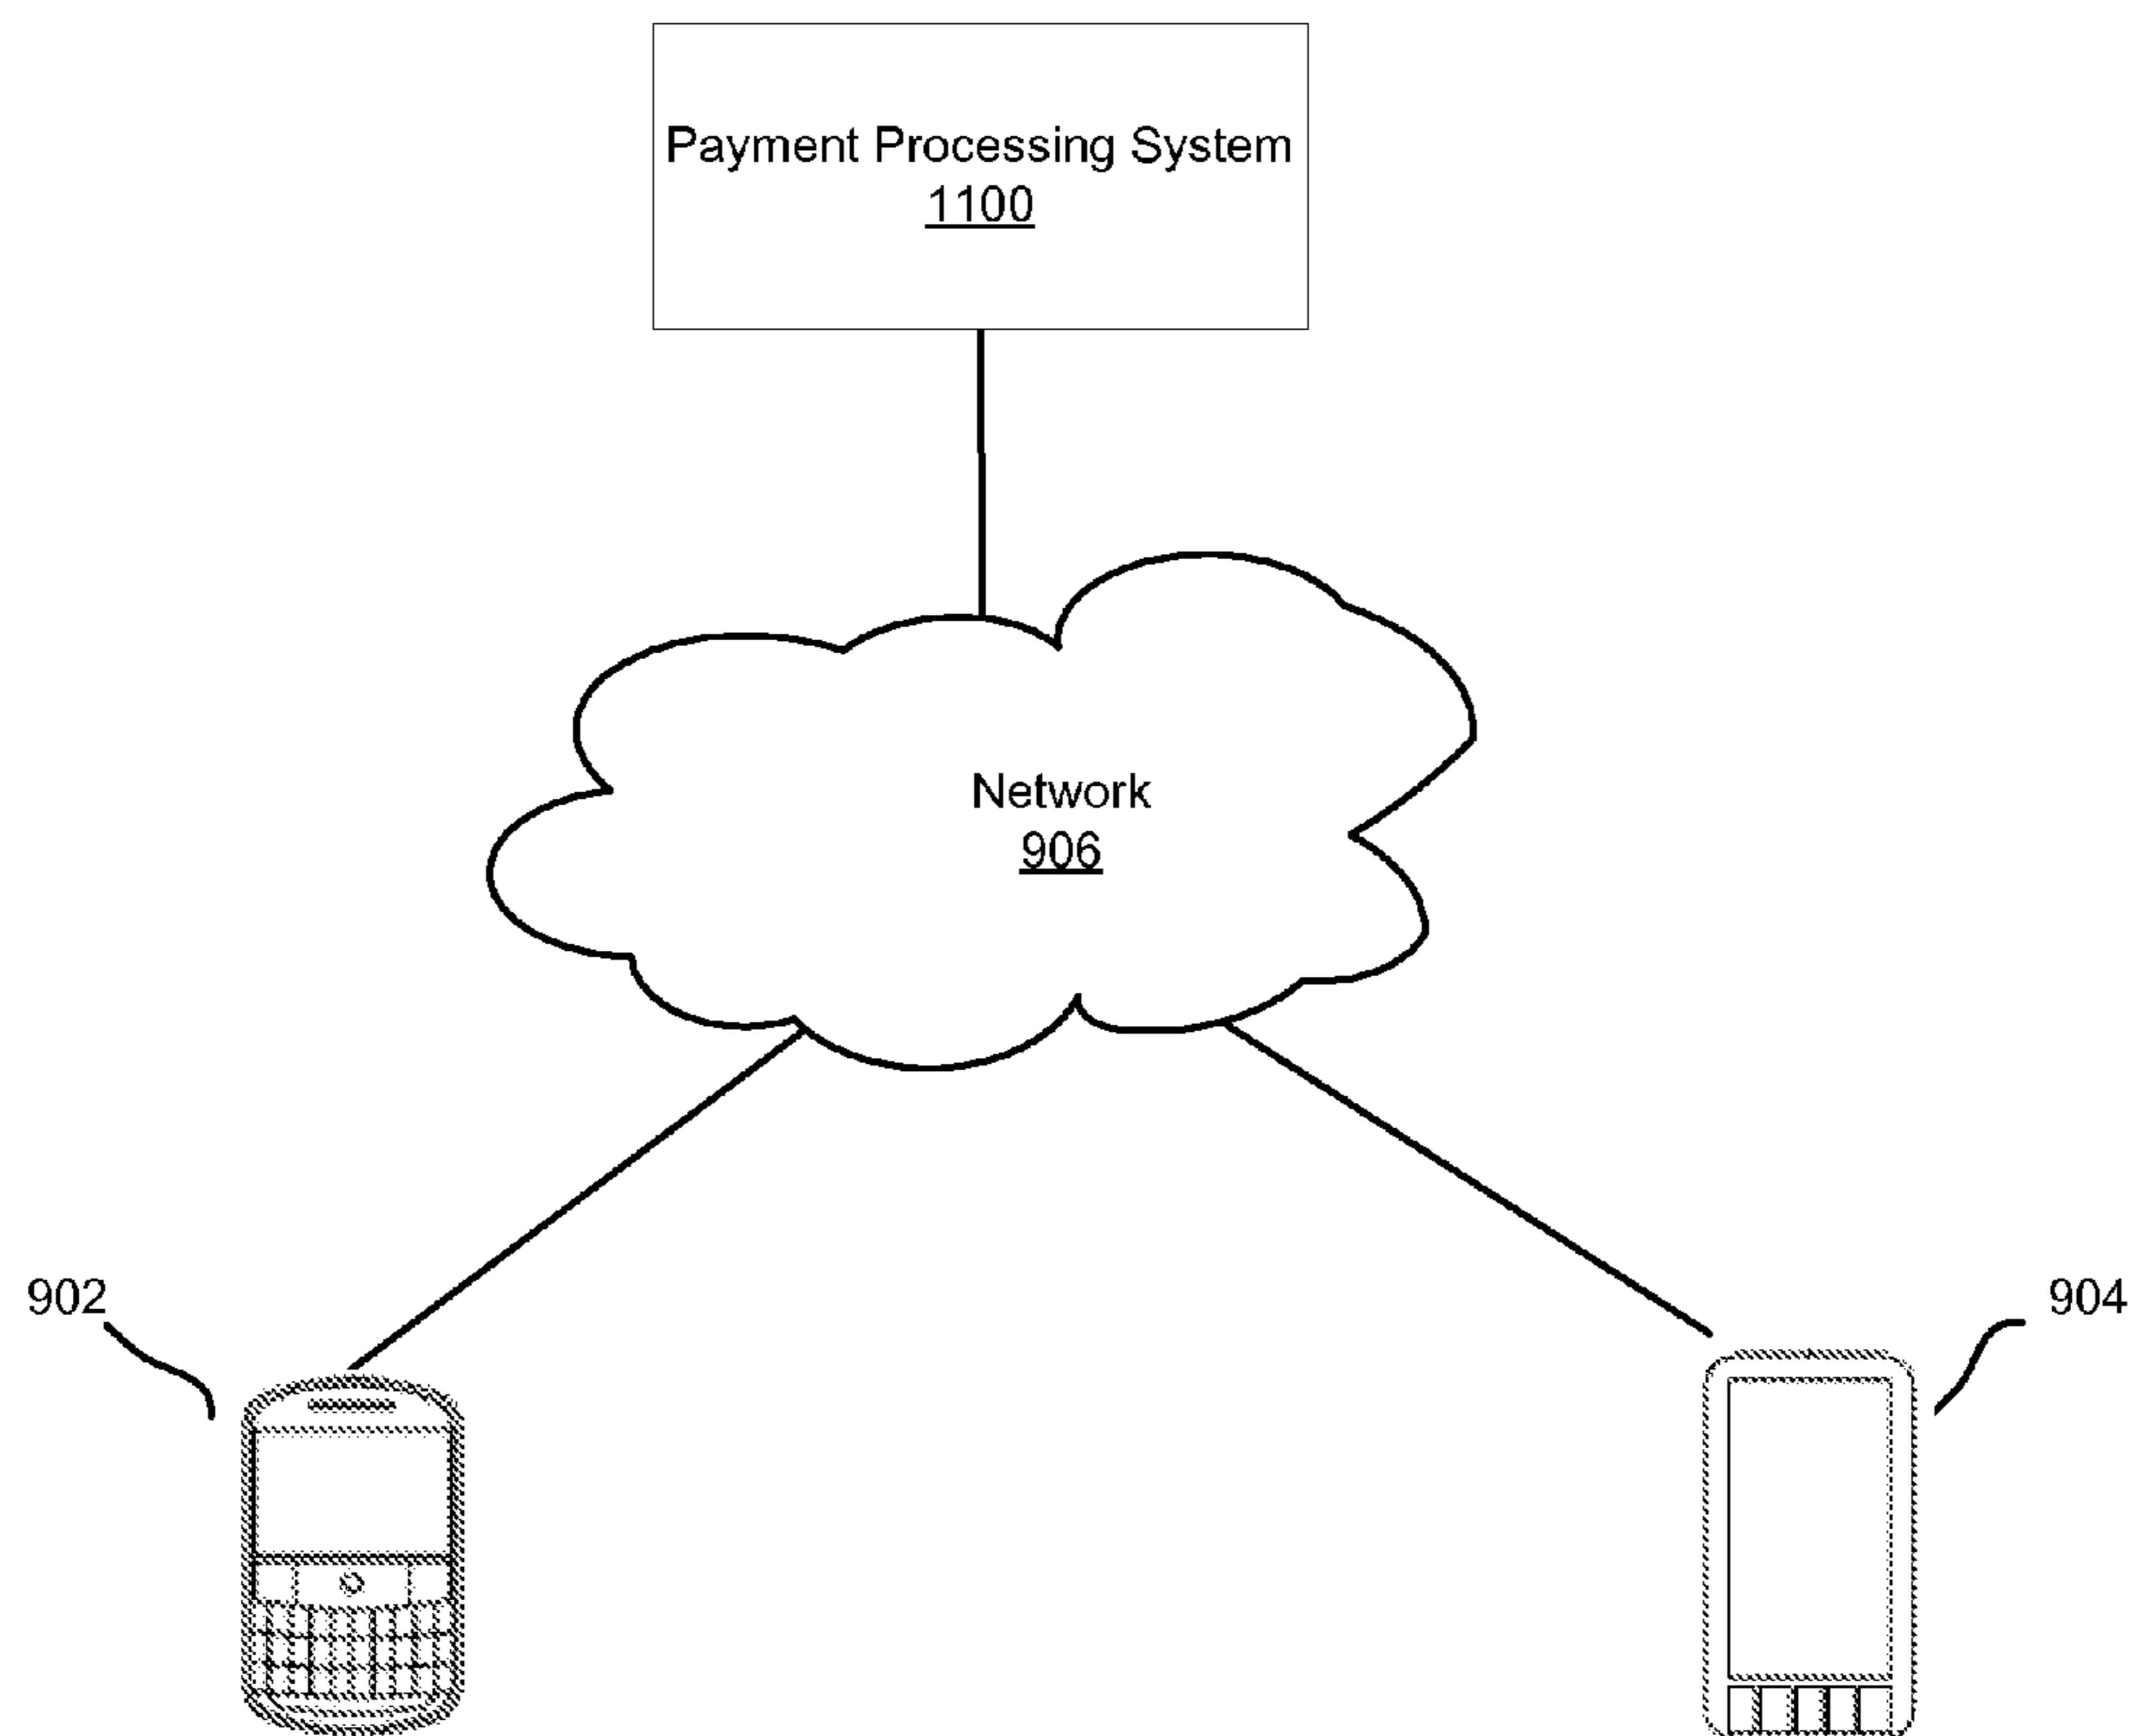 Payment Processing System
1100
Network
906
902
904